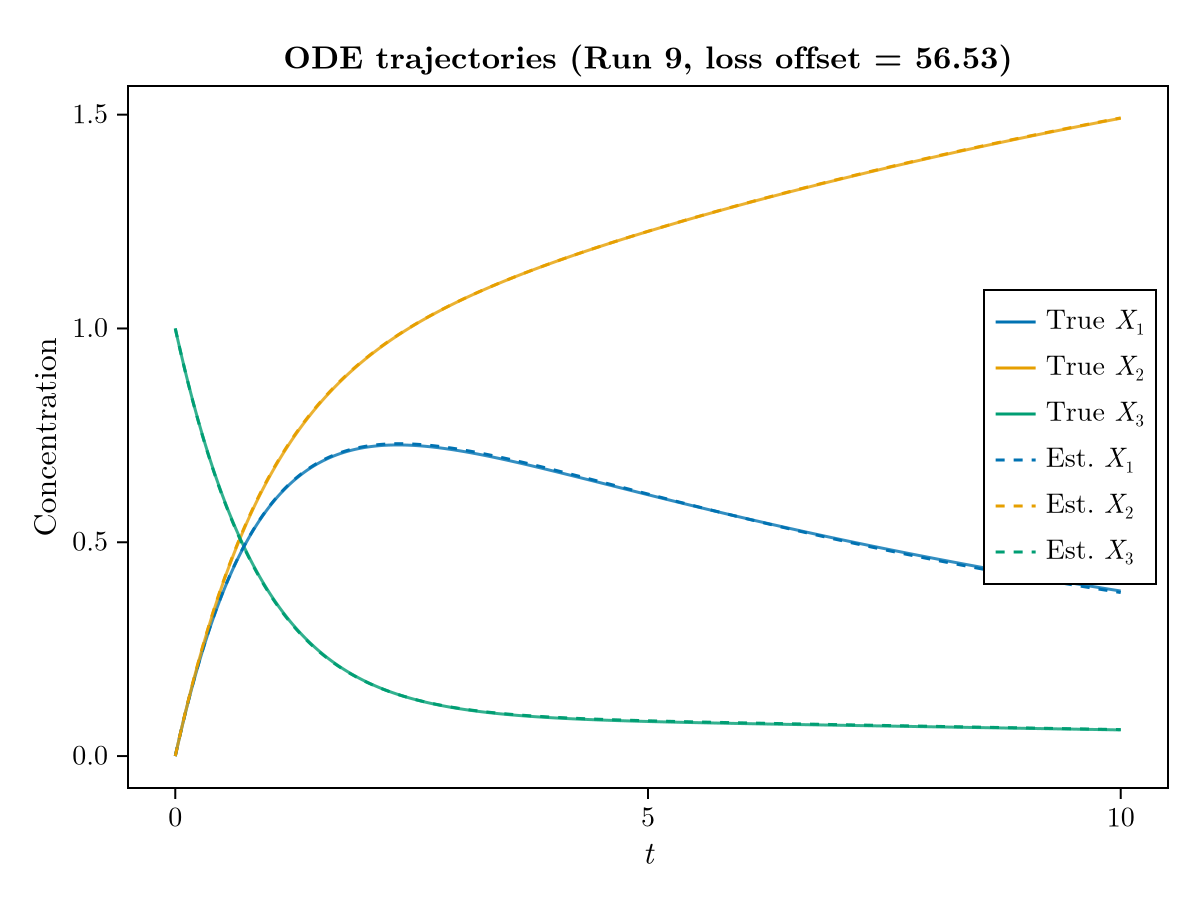 ODE trajectories (Run 9, loss offset = 56.53)
Concentration
1.5
1.0
0.5
0.0
True X₁
True X₂
True X₃
Est. X₁
Est. X₂
Est. X₃
0 5 10
t